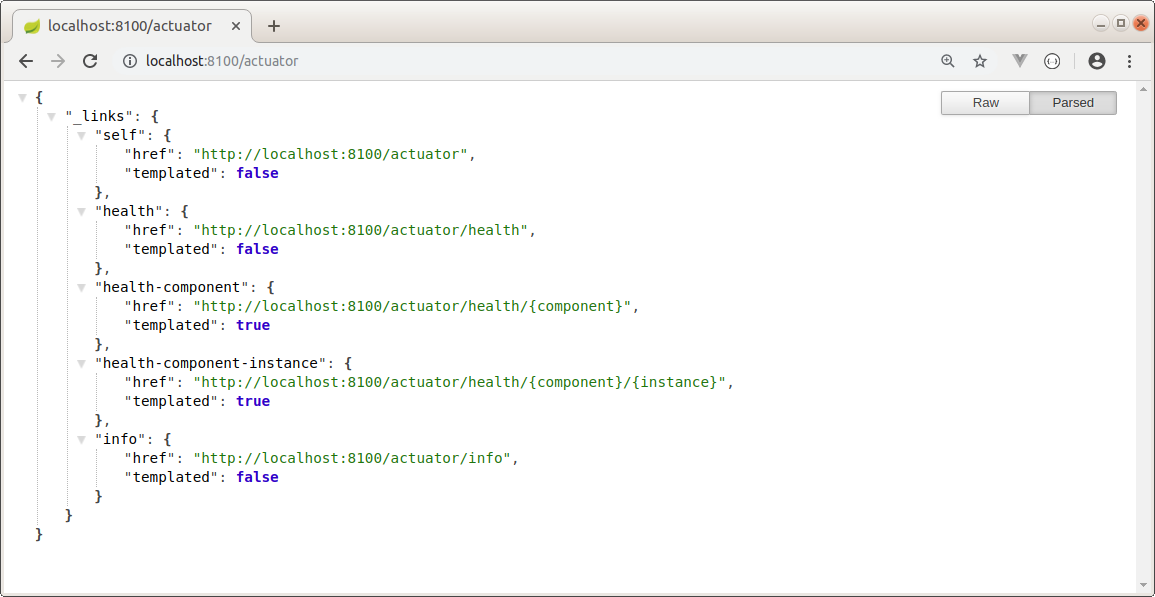 localhost:8100/actuator
localhost:8100/actuator
Raw Parsed
{
"_links": {
"self": {
"href": "http://localhost:8100/actuator",
"templated": false
},
"health": {
"href": "http://localhost:8100/actuator/health",
"templated": false
},
"health-component": {
"href": "http://localhost:8100/actuator/health/{component}",
"templated": true
},
"health-component-instance": {
"href": "http://localhost:8100/actuator/health/{component}/{instance}",
"templated": true
},
"info": {
"href": "http://localhost:8100/actuator/info",
"templated": false
}
}
}